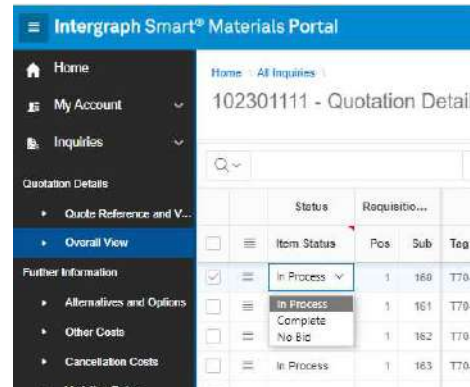 Intergraph Smart® Materials Portal
Home
My Account
Inquiries
Quotation Details
Quote Reference and V...
Overall View
Further Information
Alternatives and Options
Other Costs
Cancellation Costs
Home \ All Inquiries \
102301111 - Quotation Detail
Status Requisitio...
Item Status Pos Sub Tag
In Process 1 160 T70
In Process
Complete
No Bid
1 161 T70
1 162 T70
In Process 1 163 T70